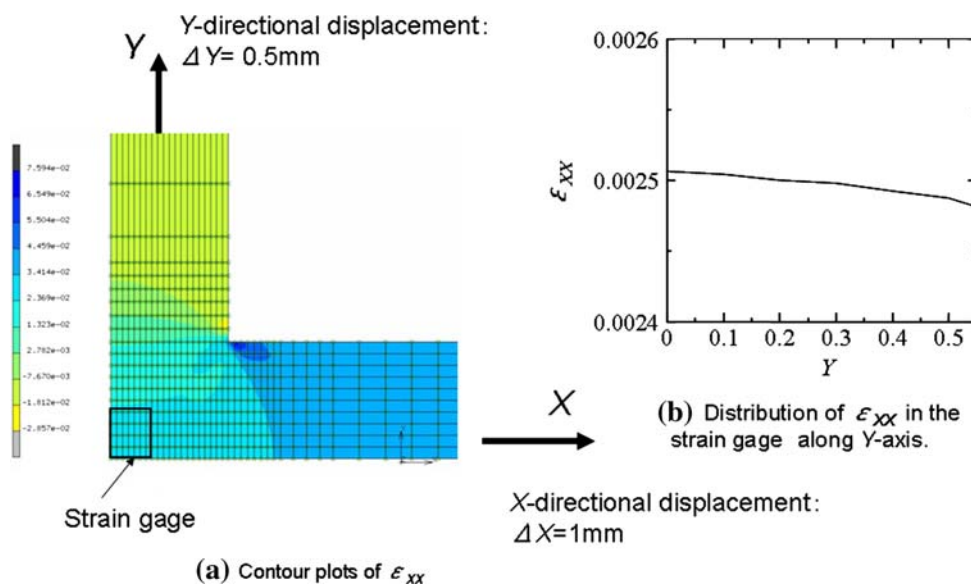 Y-directional displacement:
Δ Y= 0.5mm
Y
7.594e-02
6.549e-02
5.504e-02
4.459e-02
3.414e-02
2.369e-02
1.323e-02
2.782e-03
-7.670e-03
-1.812e-02
-2.857e-02
Strain gage
X
X-directional displacement:
Δ X=1mm
(a) Contour plots of εXX
0.0026
0.0025
0.0024
εXX
0 0.1 0.2 0.3 0.4 0.5
Y
(b) Distribution of εXX in the
strain gage along Y-axis.